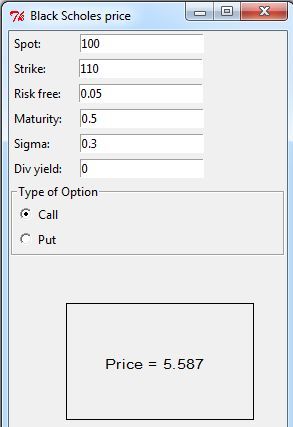 Black Scholes price
Spot: 100
Strike: 110
Risk free: 0.05
Maturity: 0.5
Sigma: 0.3
Div yield: 0
Type of Option
Call
Put
Price = 5.587